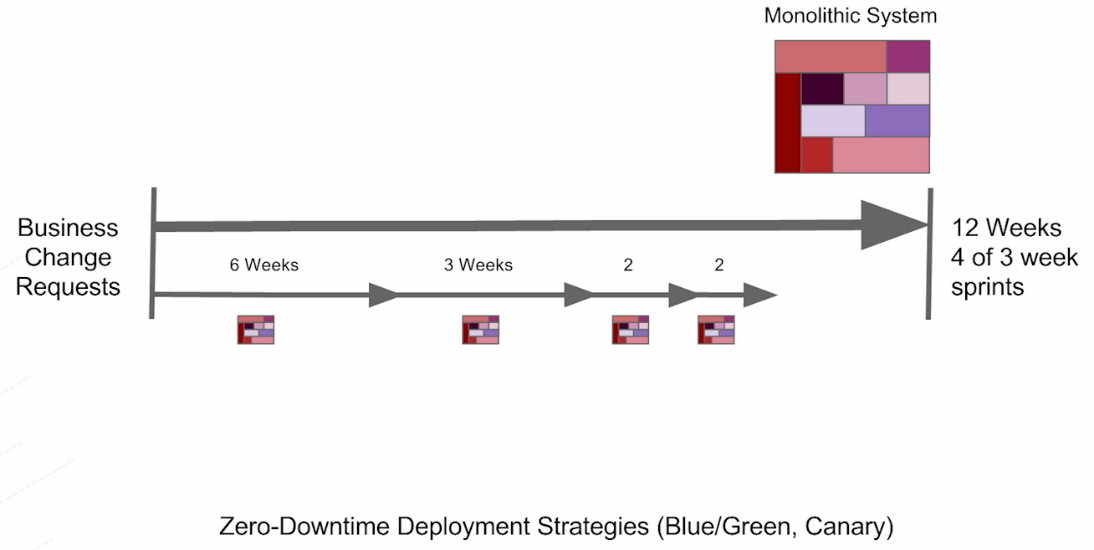 Monolithic System
Business
Change
Requests
12 Weeks
4 of 3 week
sprints
6 Weeks
3 Weeks
2
2
Zero-Downtime Deployment Strategies (Blue/Green, Canary)